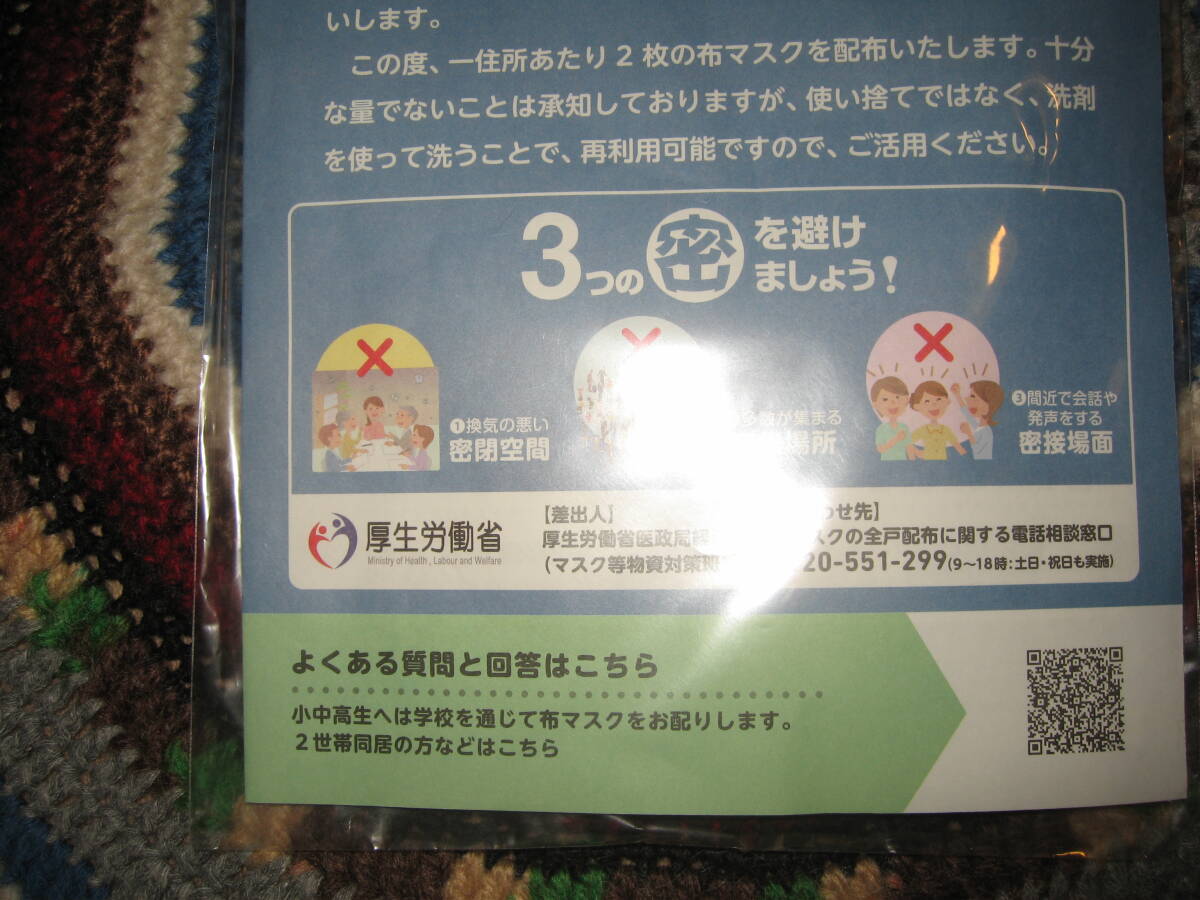 いします。
この度、一住所あたり2枚の布マスクを配布いたします。十分
な量でないことは承知しておりますが、使い捨てではなく、洗剤
を使って洗うことで、再利用可能ですので、ご活用ください。
3つの密を避け
ましょう!
❶換気の悪い
密閉空間
多数が集まる
場所
❸間近で会話や
発声をする
密接場面
厚生労働省
Ministry of Health, Labour and Welfare
【差出人】
厚生労働省医政局経
(マスク等物資対策班
わせ先】
スクの全戸配布に関する電話相談窓口
20-551-299(9〜18時:土日・祝日も実施)
よくある質問と回答はこちら
小中高生へは学校を通じて布マスクをお配りします。
2世帯同居の方などはこちら